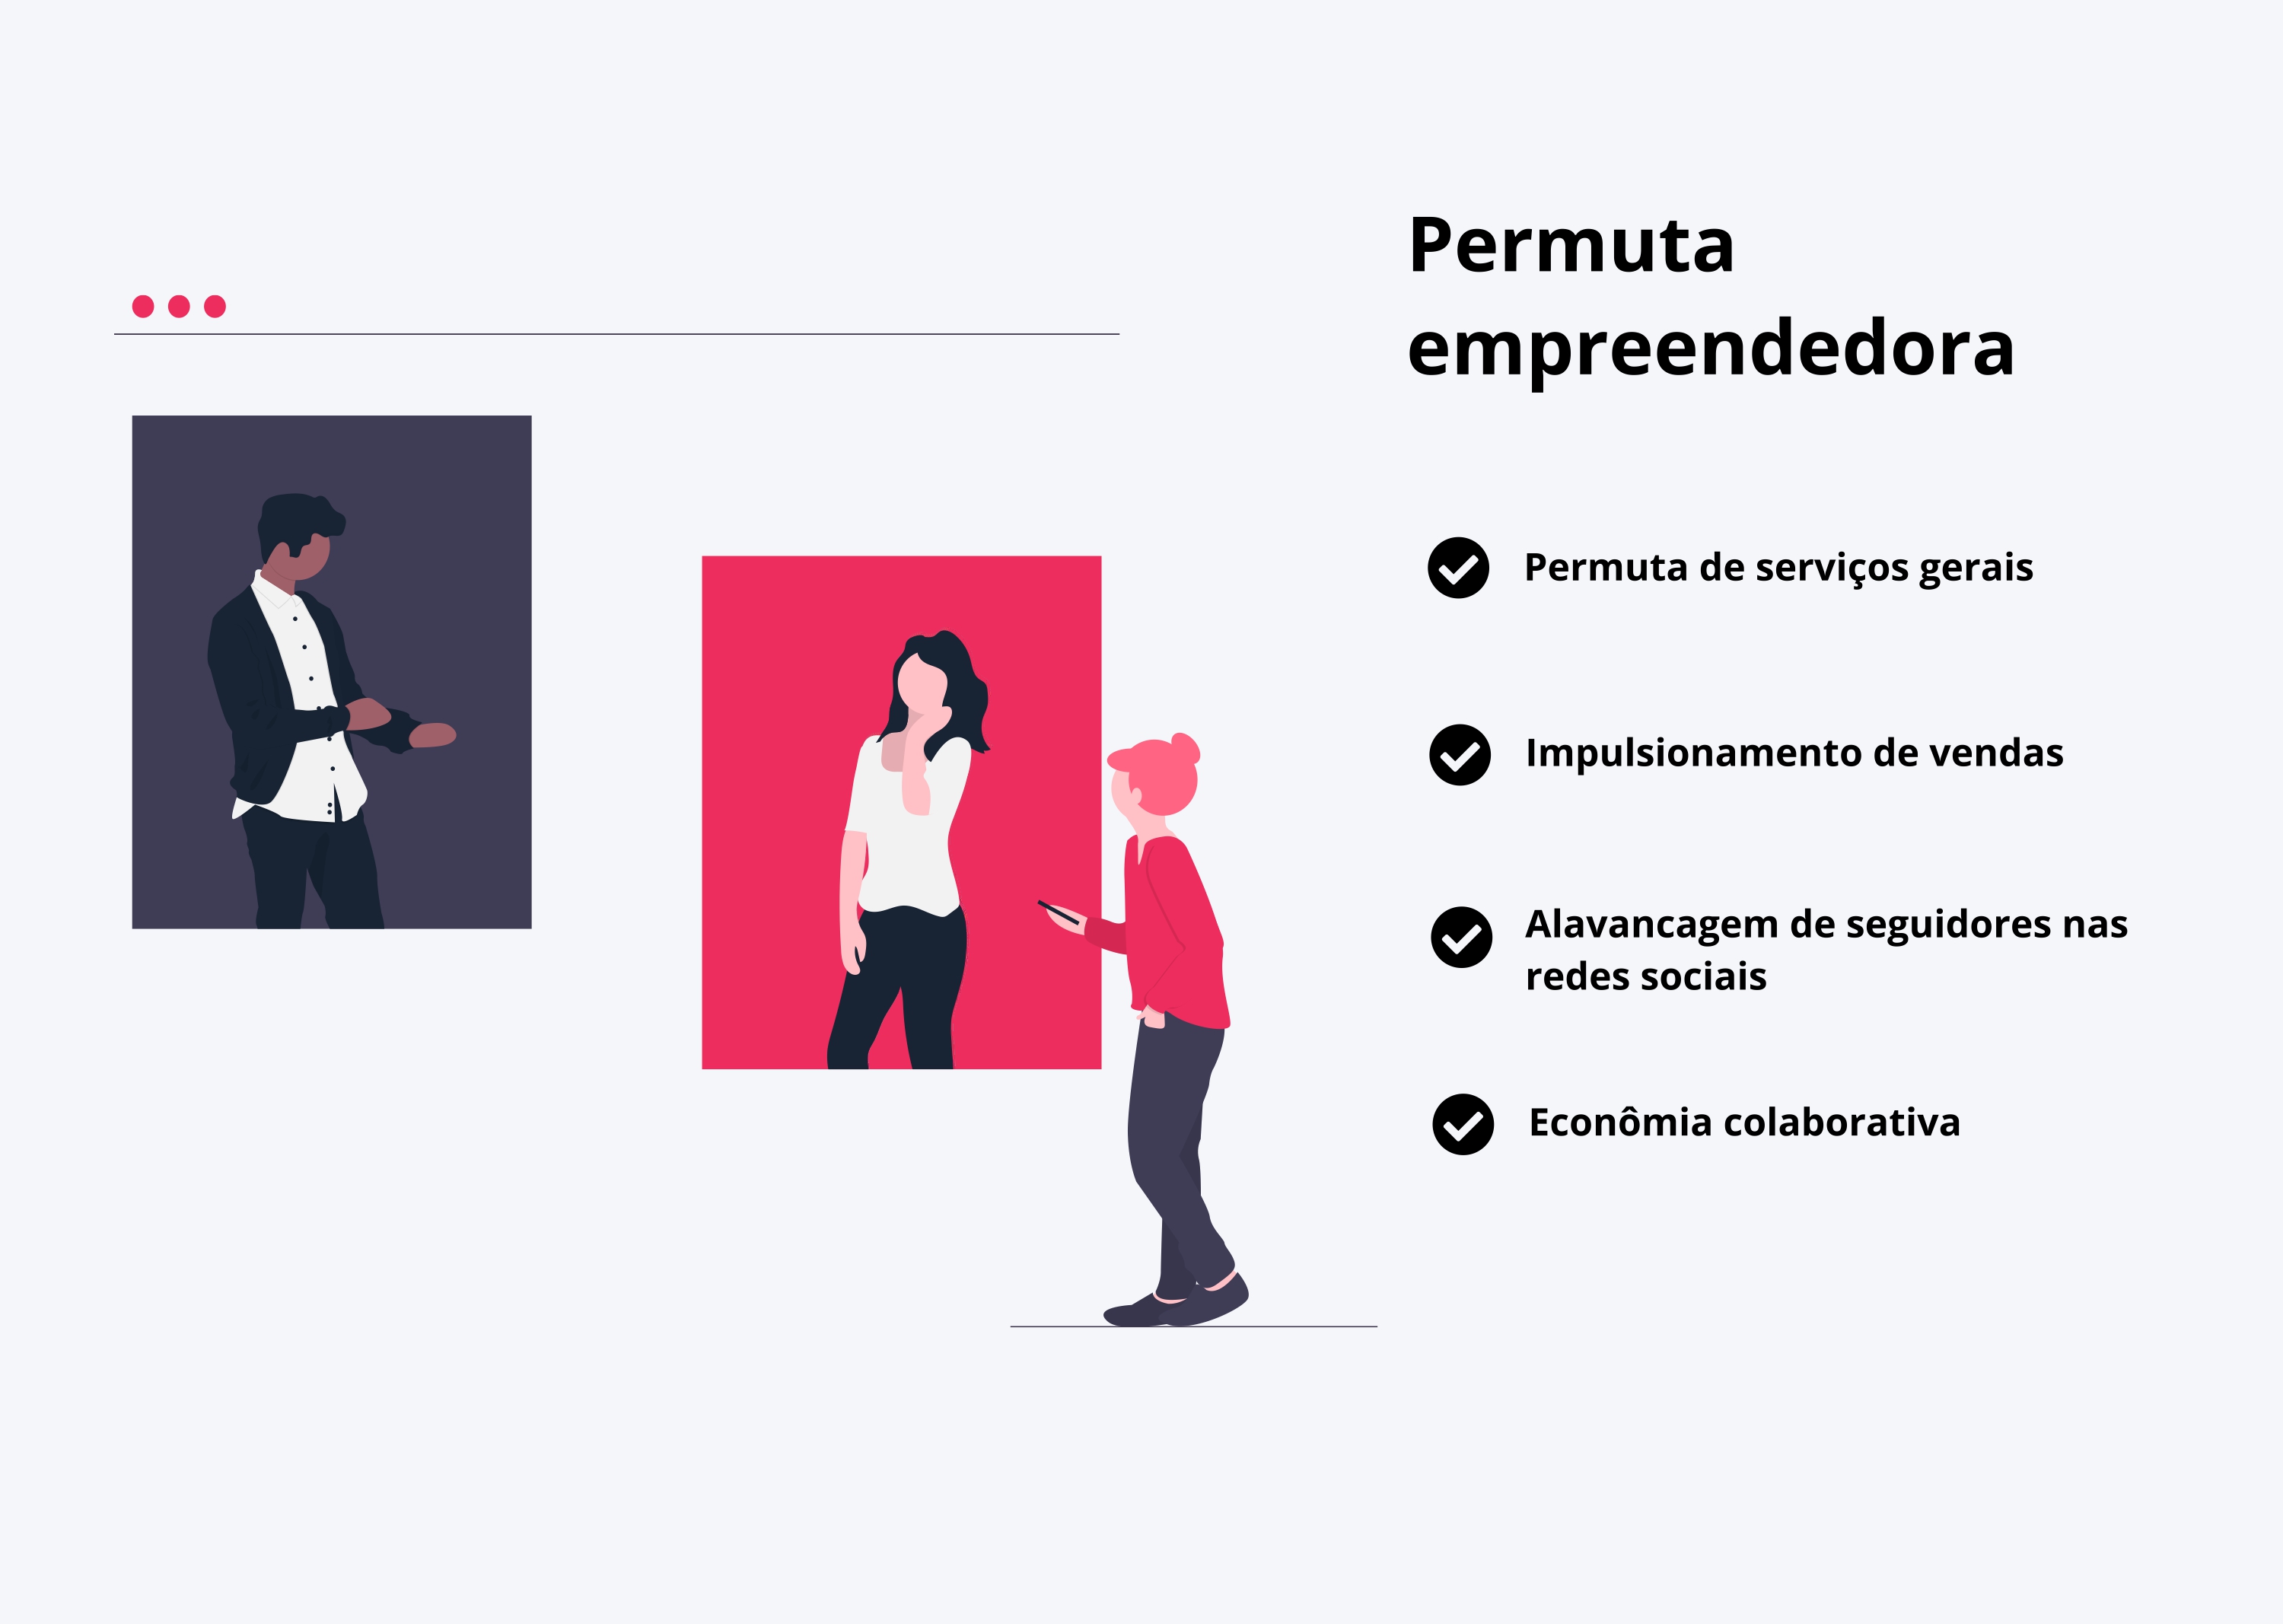 Permuta
empreendedora
Permuta de serviços gerais
Impulsionamento de vendas
Alavancagem de seguidores nas
redes sociais
Econômia colaborativa